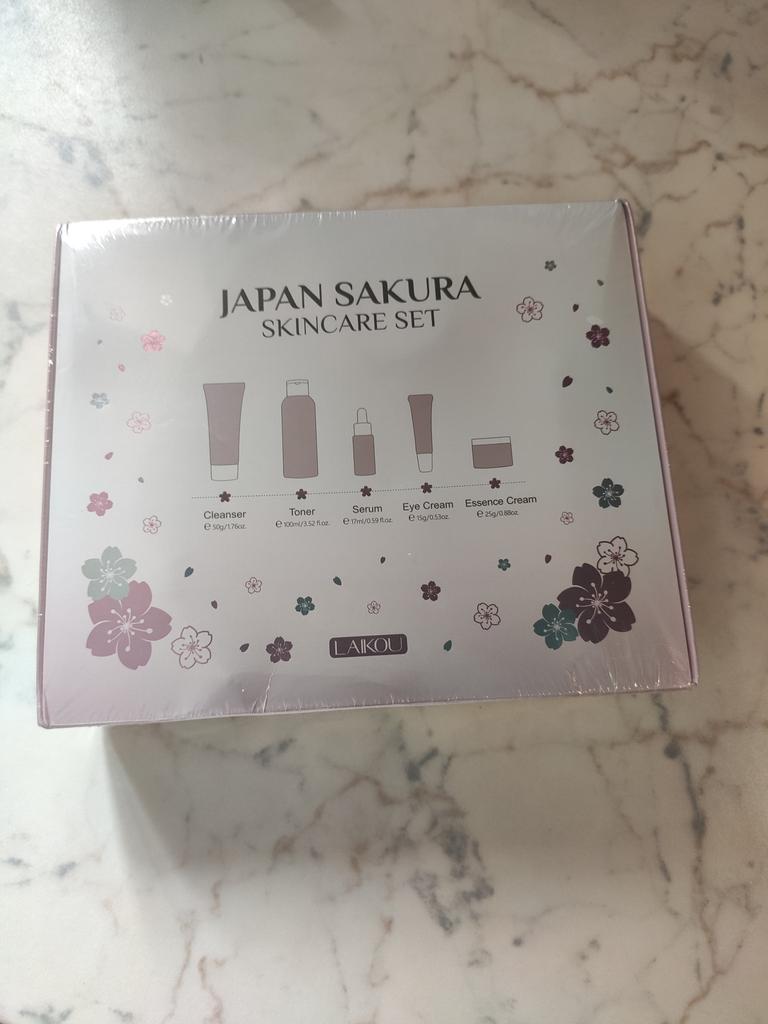 JAPAN SAKURA
SKINCARE SET
Cleanser
℮ 50g/1.76oz.
Toner
℮ 100ml/3.52 fl.oz.
Serum
℮ 17ml/0.59 fl.oz.
Eye Cream
℮ 15g/0.53oz.
Essence Cream
℮ 25g/0.88oz.
LAIKOU